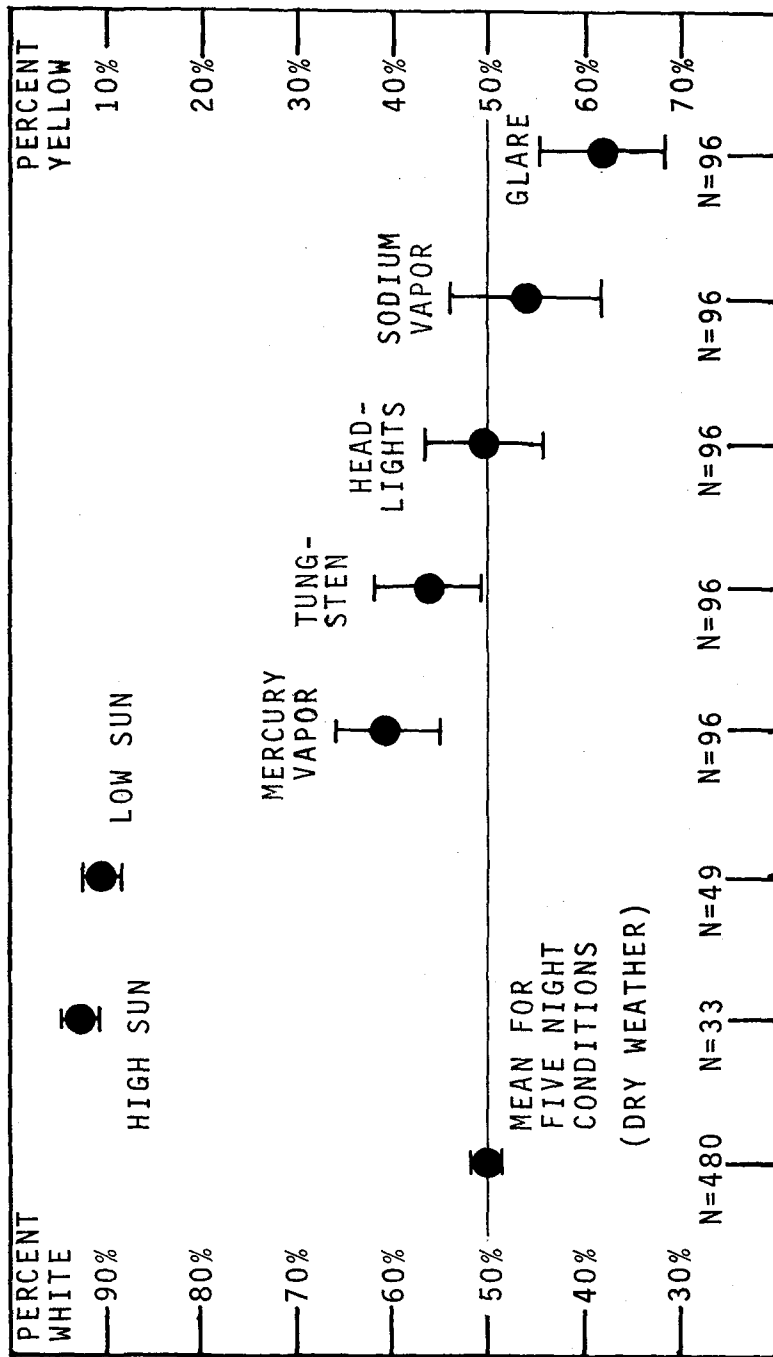 PERCENT
WHITE
90%
80%
70%
60%
50%
40%
30%
PERCENT
YELLOW
10%
20%
30%
40%
50%
60%
70%
HIGH SUN
LOW SUN
MERCURY
VAPOR
TUNG-
STEN
HEAD-
LIGHTS
SODIUM
VAPOR
GLARE
MEAN FOR
FIVE NIGHT
CONDITIONS
(DRY WEATHER)
N=480
N=33
N=49
N=96
N=96
N=96
N=96
N=96